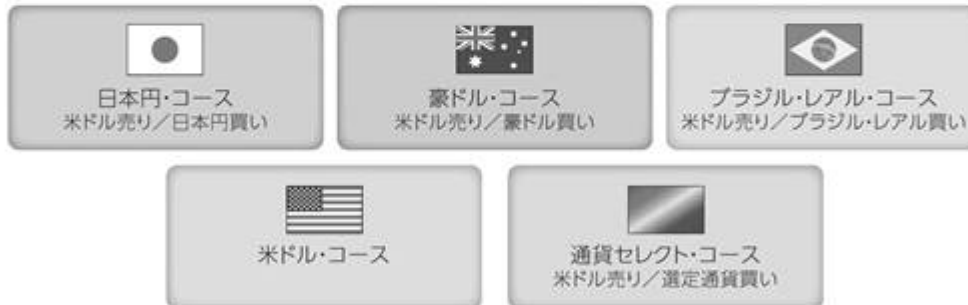 日本円・コース
米ドル売り／日本円買い
豪ドル・コース
米ドル売り／豪ドル買い
ブラジル・レアル・コース
米ドル売り／ブラジル・レアル買い
米ドル・コース
通貨セレクト・コース
米ドル売り／選定通貨買い